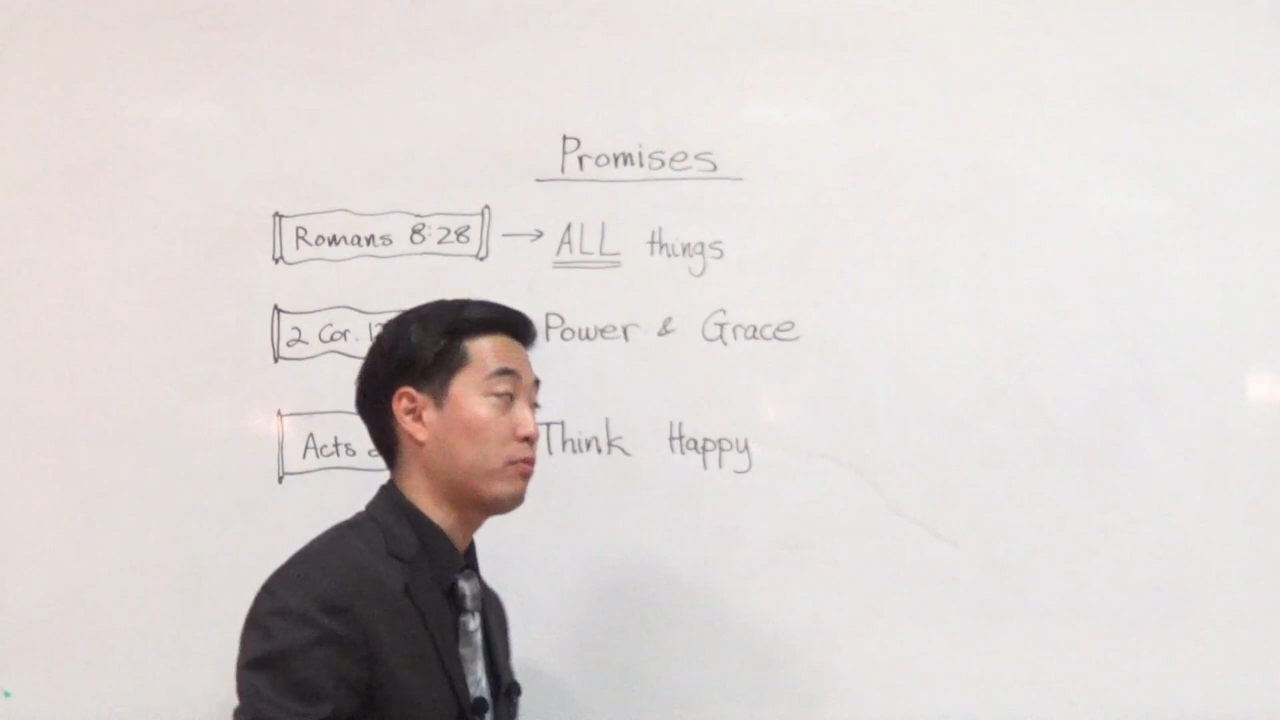 Promises
Romans 8:28 → ALL things
2 Cor. Power & Grace
Acts Think Happy